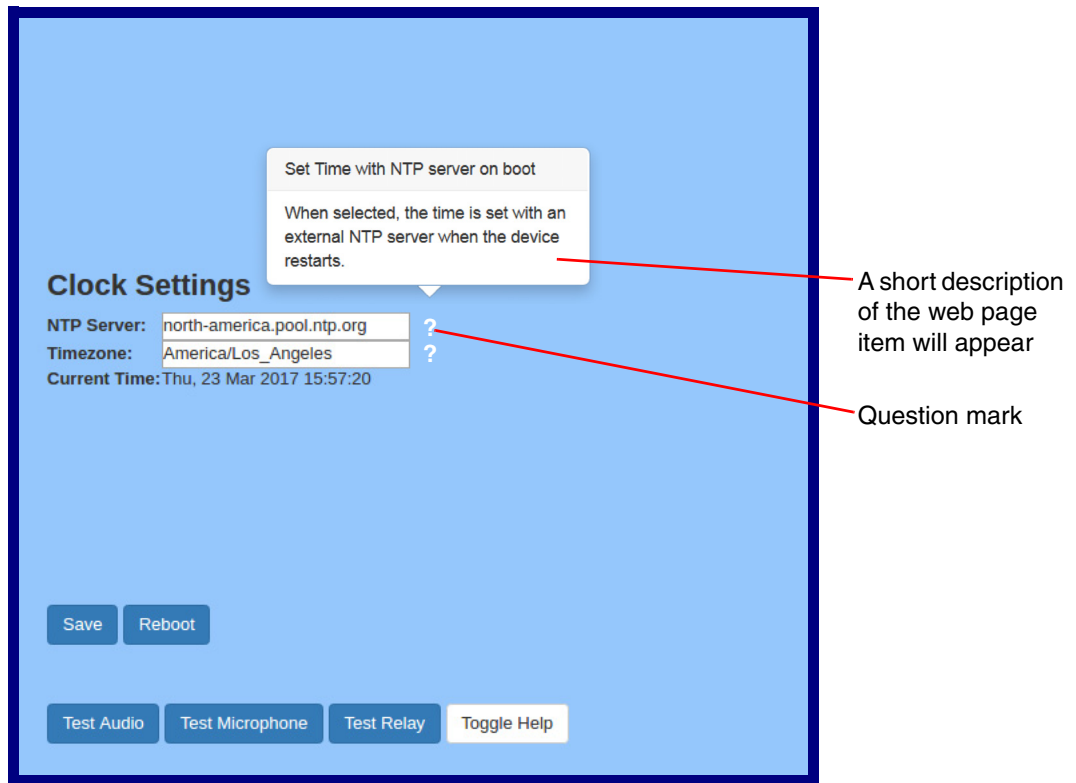 Set Time with NTP server on boot
When selected, the time is set with an
external NTP server when the device
restarts.
Clock Settings
NTP Server: north-america.pool.ntp.org ?
Timezone: America/Los_Angeles ?
Current Time:Thu, 23 Mar 2017 15:57:20
A short description
of the web page
item will appear
Question mark
Save Reboot
Test Audio Test Microphone Test Relay Toggle Help